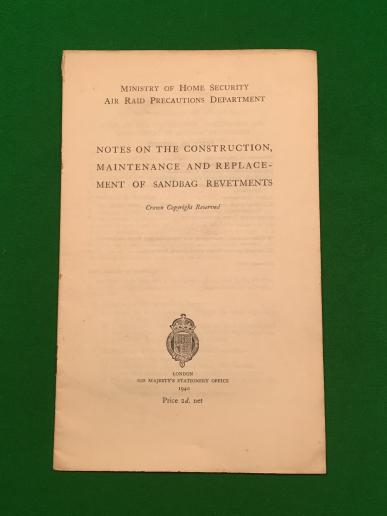 MINISTRY OF HOME SECURITY
AIR RAID PRECAUTIONS DEPARTMENT
NOTES ON THE CONSTRUCTION,
MAINTENANCE AND REPLACE-
MENT OF SANDBAG REVETMENTS
Crown Copyright Reserved
LONDON
HIS MAJESTY'S STATIONERY OFFICE
1940
Price 2d. net